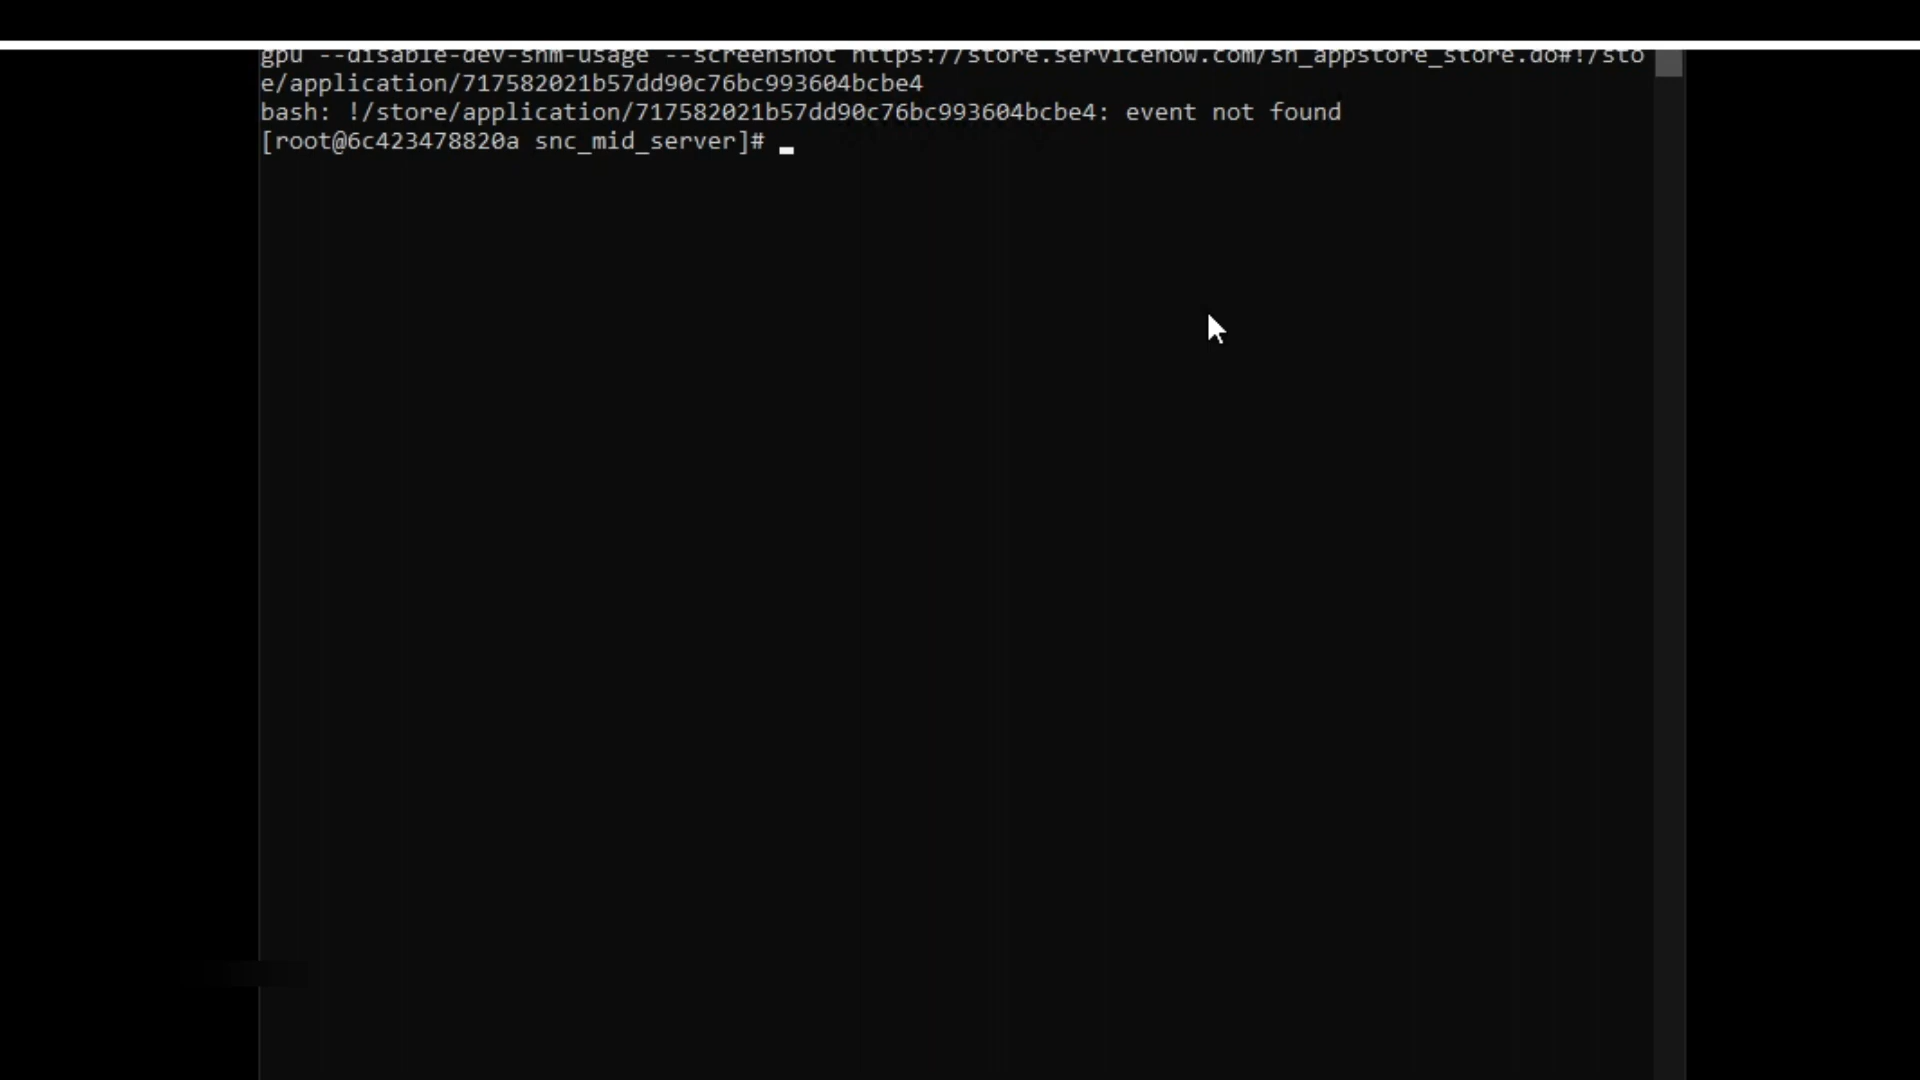 gpu --disable-dev-shm-usage --screenshot https://store.servicenow.com/sn_appstore_store.do#!/sto
e/application/717582021b57dd90c76bc993604bcbe4
bash: !/store/application/717582021b57dd90c76bc993604bcbe4: event not found
[root@6c423478820a snc_mid_server]#